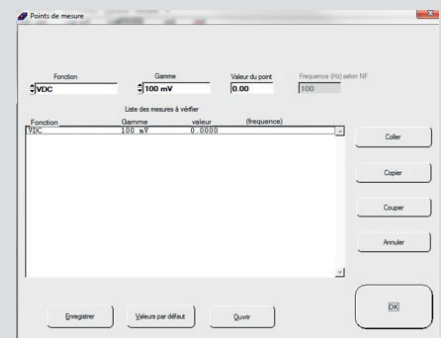 Points de mesure
Fonction Gamme Valeur du point Frequence (Hz) selon NF
VDC 100 mV 0.00 100
Liste des mesures à vérifier
Fonction Gamme valeur (frequence)
VDC 100 mV 0.0000
Coller
Copier
Couper
Annuler
OK
Enregistrer Valeurs par défaut Ouvrir